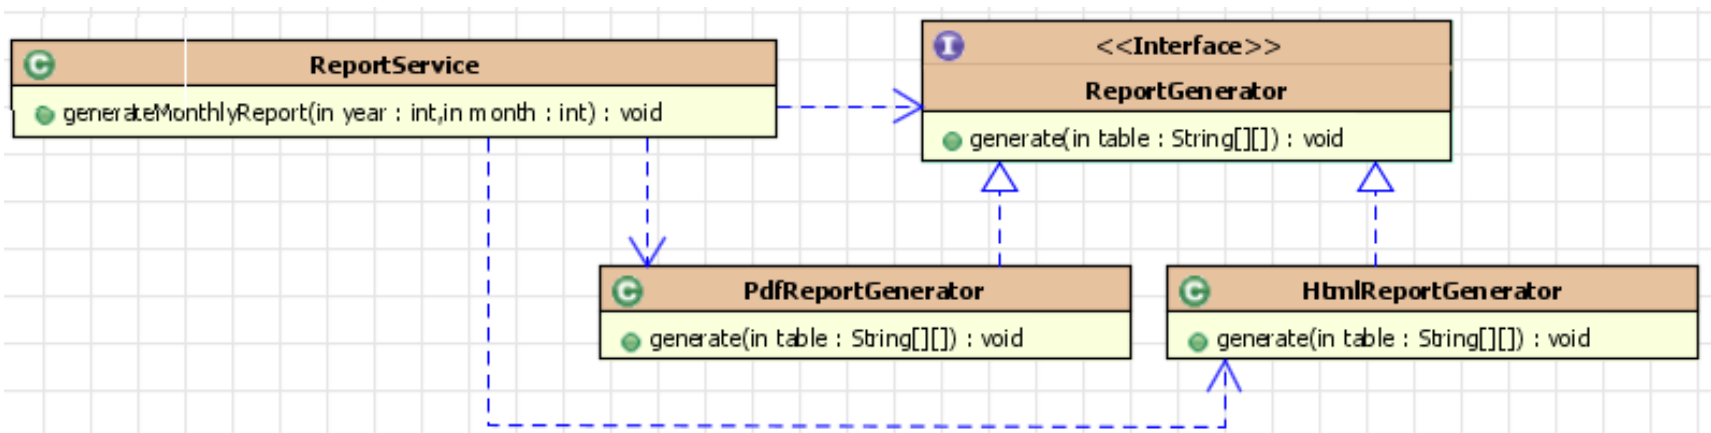 C ReportService
generateMonthlyReport(in year : int,in month : int) : void
I <<Interface>>
ReportGenerator
generate(in table : String[][]) : void
C PdfReportGenerator
generate(in table : String[][]) : void
C HtmlReportGenerator
generate(in table : String[][]) : void